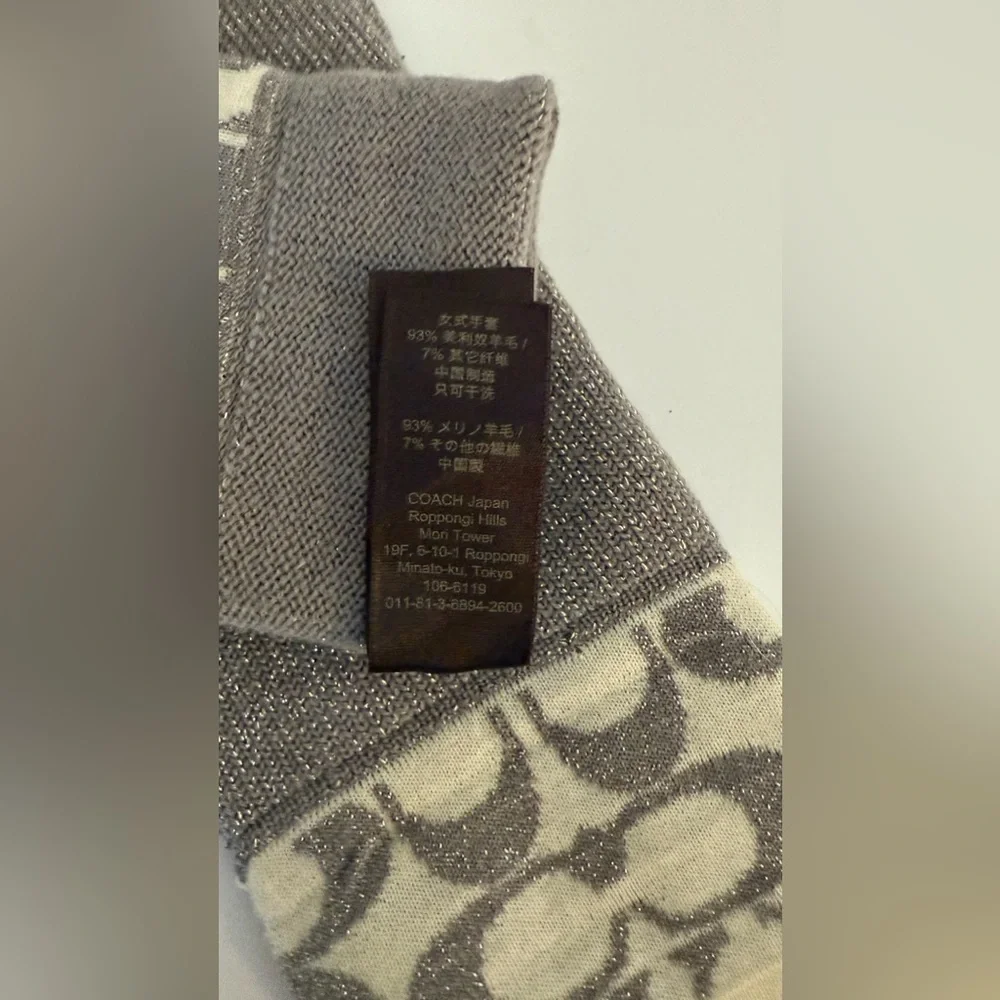 女式手套
93% 美利奴羊毛 /
7% 其它纤维
中国制造
只可干洗
93% メリノ羊毛 /
7% その他の繊維
中国製
COACH Japan
Roppongi Hills
Mori Tower
19F, 6-10-1 Roppongi
Minato-ku, Tokyo
106-6119
011-81-3-6894-2600